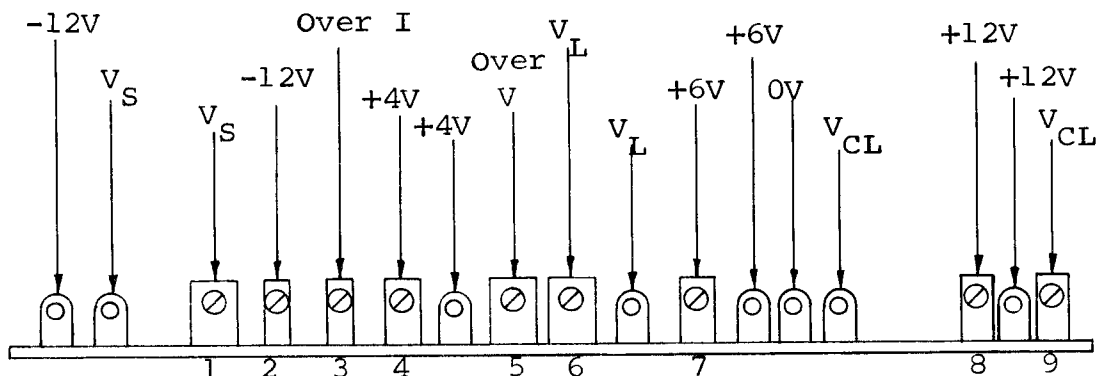 -12V
V_S
V_S
-12V
Over I
+4V
+4V
Over
V
V_L
V_L
+6V
+6V
0V
V_CL
+12V
+12V
V_CL
1 2 3 4 5 6 7 8 9